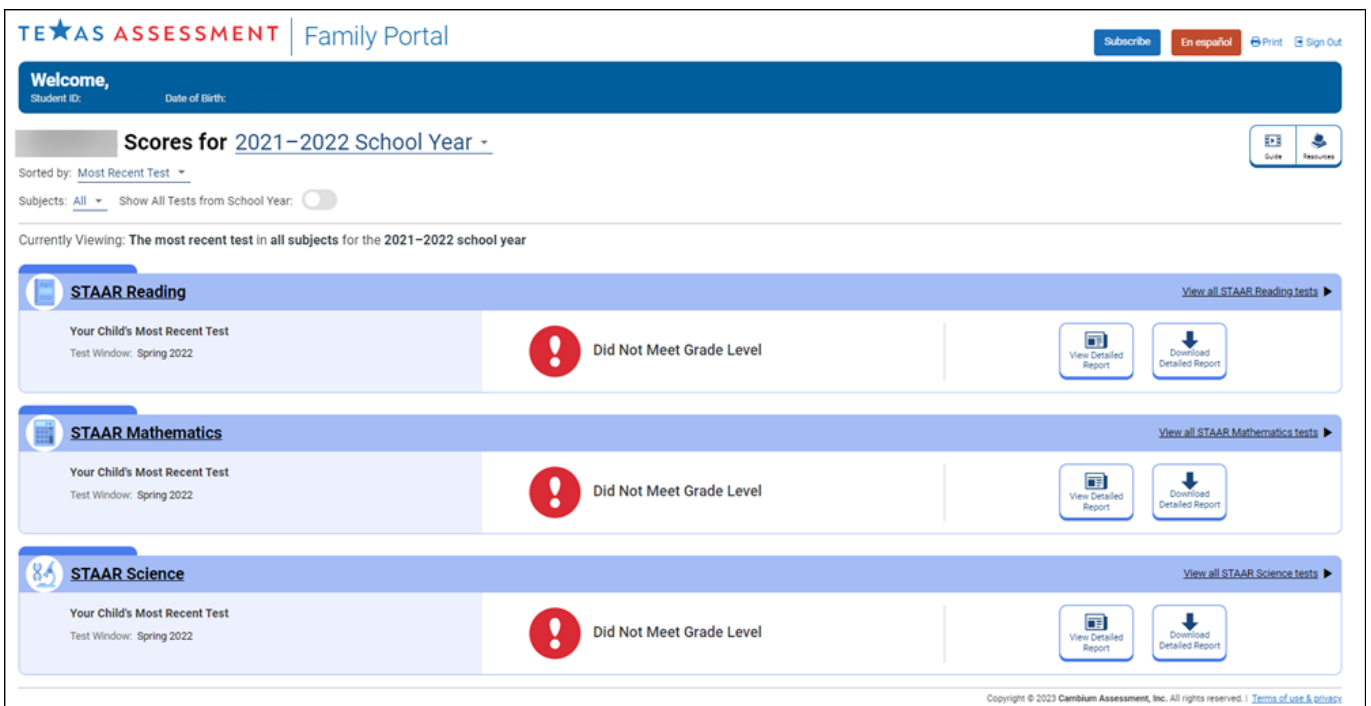 TEXAS ASSESSMENT Family Portal
Subscribe En español Print Sign Out
Welcome,
Student ID: Date of Birth:
Scores for 2021–2022 School Year
Guide Resources
Sorted by: Most Recent Test
Subjects: All Show All Tests from School Year:
Currently Viewing: The most recent test in all subjects for the 2021–2022 school year
STAAR Reading View all STAAR Reading tests
Your Child's Most Recent Test
Test Window: Spring 2022
Did Not Meet Grade Level
View Detailed
Report
Download
Detailed Report
STAAR Mathematics View all STAAR Mathematics tests
Your Child's Most Recent Test
Test Window: Spring 2022
Did Not Meet Grade Level
View Detailed
Report
Download
Detailed Report
STAAR Science View all STAAR Science tests
Your Child's Most Recent Test
Test Window: Spring 2022
Did Not Meet Grade Level
View Detailed
Report
Download
Detailed Report
Copyright © 2023 Cambium Assessment, Inc. All rights reserved. | Terms of use & privacy